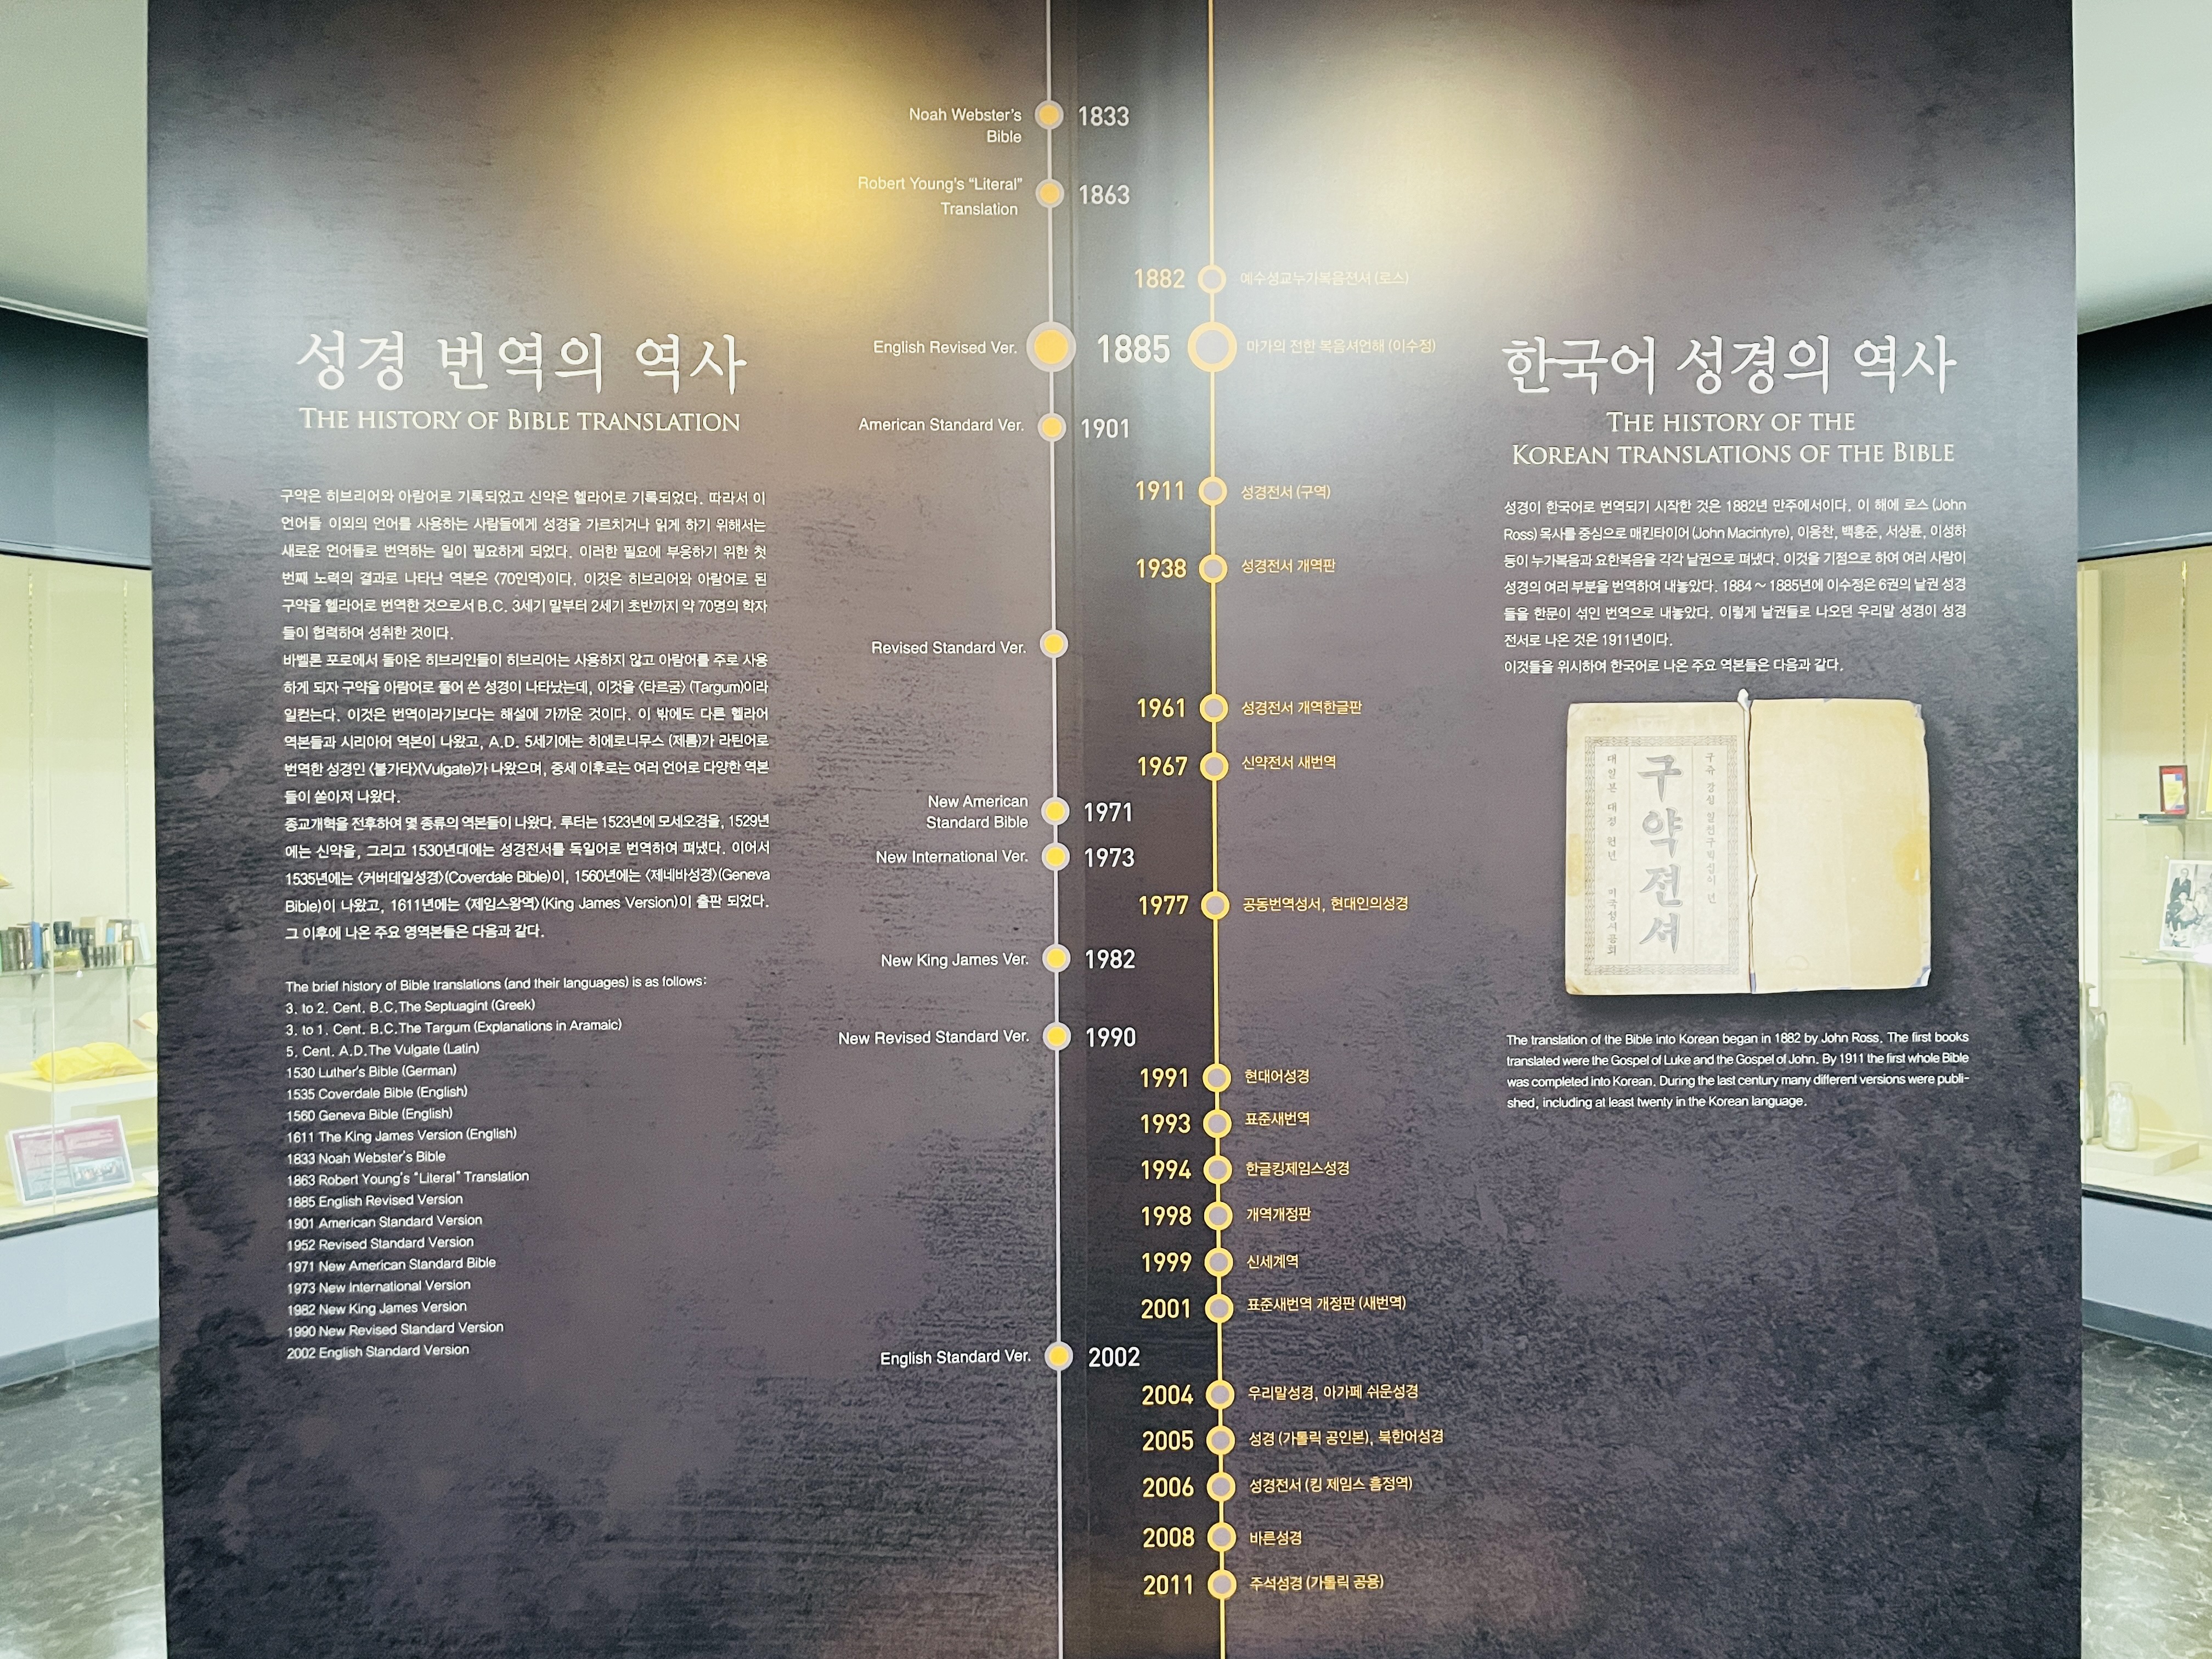 성경 번역의 역사
THE HISTORY OF BIBLE TRANSLATION
구약은 히브리어와 아람어로 기록되었고 신약은 헬라어로 기록되었다. 따라서 이
언어들 이외의 언어를 사용하는 사람들에게 성경을 가르치거나 읽게 하기 위해서는
새로운 언어들로 번역하는 일이 필요하게 되었다. 이러한 필요에 부응하기 위한 첫
번째 노력의 결과로 나타난 역본은 <70인역>이다. 이것은 히브리어와 아람어로 된
구약을 헬라어로 번역한 것으로서 B.C. 3세기 말부터 2세기 초반까지 약 70명의 학자
들이 협력하여 성취한 것이다.
바벨론 포로에서 돌아온 히브리인들이 히브리어는 사용하지 않고 아람어를 주로 사용
하게 되자 구약을 아람어로 풀어 쓴 성경이 나타났는데, 이것을 <타르굼> (Targum)이라
일컫는다. 이것은 번역이라기보다는 해설에 가까운 것이다. 이 밖에도 다른 헬라어
역본들과 시리아어 역본이 나왔고, A.D. 5세기에는 히에로니무스 (제롬)가 라틴어로
번역한 성경인 <불가타>(Vulgate)가 나왔으며, 중세 이후로는 여러 언어로 다양한 역본
들이 쏟아져 나왔다.
종교개혁을 전후하여 몇 종류의 역본들이 나왔다. 루터는 1523년에 모세오경을, 1529년
에는 신약을, 그리고 1530년대에는 성경전서를 독일어로 번역하여 펴냈다. 이어서
1535년에는 <커버데일성경>(Coverdale Bible)이, 1560년에는 <제네바성경>(Geneva
Bible)이 나왔고, 1611년에는 <제임스왕역>(King James Version)이 출판 되었다.
그 이후에 나온 주요 영역본들은 다음과 같다.
The brief history of Bible translations (and their languages) is as follows:
3. to 2. Cent. B.C.The Septuagint (Greek)
3. to 1. Cent. B.C.The Targum (Explanations in Aramaic)
5. Cent. A.D.The Vulgate (Latin)
1530 Luther's Bible (German)
1535 Coverdale Bible (English)
1560 Geneva Bible (English)
1611 The King James Version (English)
1833 Noah Webster's Bible
1863 Robert Young's "Literal" Translation
1885 English Revised Version
1901 American Standard Version
1952 Revised Standard Version
1971 New American Standard Bible
1973 New International Version
1982 New King James Version
1990 New Revised Standard Version
2002 English Standard Version
Noah Webster's
Bible
1833
Robert Young's "Literal"
Translation
1863
1882 예수성교누가복음젼셔 (로스)
English Revised Ver. 1885 마가의 전한 복음셔언해 (이수정)
American Standard Ver. 1901
1911 성경전서 (구역)
1938 성경전서 개역판
Revised Standard Ver.
1961 성경전서 개역한글판
1967 신약전서 새번역
New American
Standard Bible
1971
New International Ver. 1973
1977 공동번역성서, 현대인의성경
New King James Ver. 1982
New Revised Standard Ver. 1990
1991 현대어성경
1993 표준새번역
1994 한글킹제임스성경
1998 개역개정판
1999 신세계역
2001 표준새번역 개정판 (새번역)
English Standard Ver. 2002
2004 우리말성경, 아가페 쉬운성경
2005 성경 (가톨릭 공인본), 북한어성경
2006 성경전서 (킹 제임스 흠정역)
2008 바른성경
2011 주석성경 (가톨릭 공용)
한국어 성경의 역사
THE HISTORY OF THE
KOREAN TRANSLATIONS OF THE BIBLE
성경이 한국어로 번역되기 시작한 것은 1882년 만주에서이다. 이 해에 로스 (John
Ross) 목사를 중심으로 매킨타이어 (John Macintyre), 이응찬, 백홍준, 서상륜, 이성하
등이 누가복음과 요한복음을 각각 낱권으로 펴냈다. 이것을 기점으로 하여 여러 사람이
성경의 여러 부분을 번역하여 내놓았다. 1884 ~ 1885년에 이수정은 6권의 낱권 성경
들을 한문이 섞인 번역으로 내놓았다. 이렇게 낱권들로 나오던 우리말 성경이 성경
전서로 나온 것은 1911년이다.
이것들을 위시하여 한국어로 나온 주요 역본들은 다음과 같다.
구약젼셔
The translation of the Bible into Korean began in 1882 by John Ross. The first books
translated were the Gospel of Luke and the Gospel of John. By 1911 the first whole Bible
was completed into Korean. During the last century many different versions were publi-
shed, including at least twenty in the Korean language.